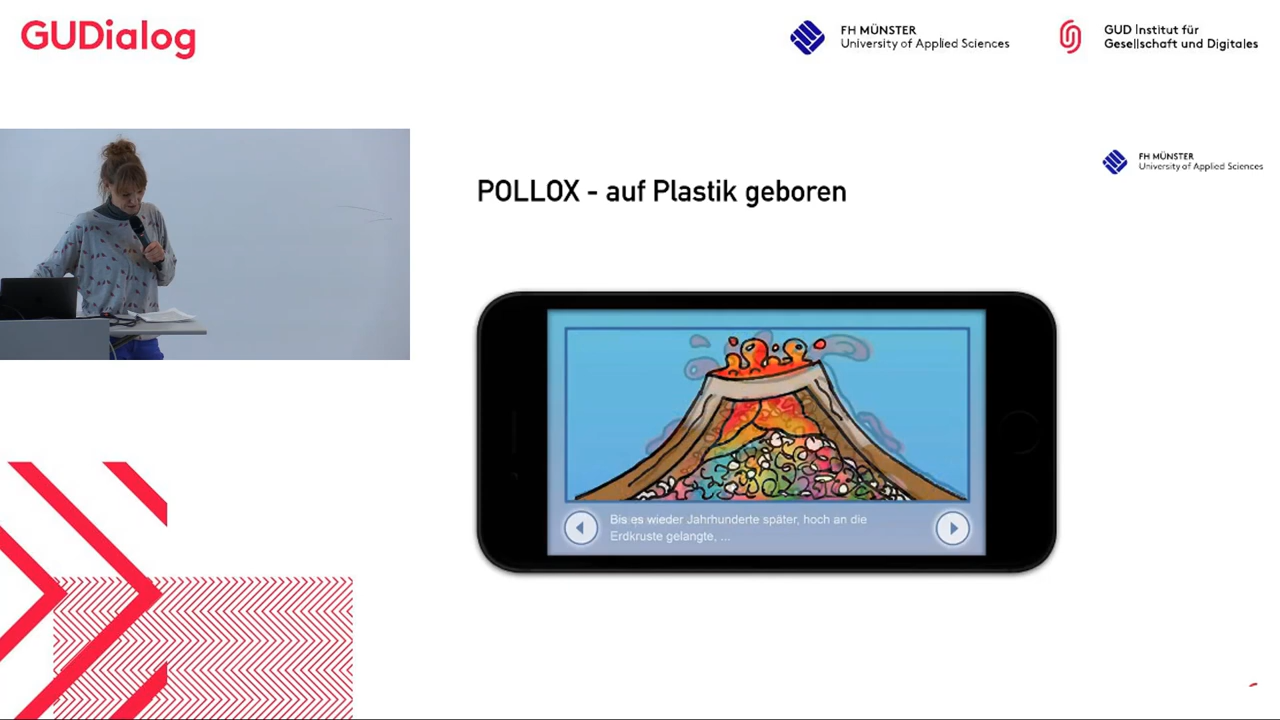 GUDialog
FH MÜNSTER
University of Applied Sciences
GUD Institut für
Gesellschaft und Digitales
FH MÜNSTER
University of Applied Sciences
POLLOX - auf Plastik geboren
Bis es wieder Jahrhunderte später, hoch an die
Erdkruste gelangte, ...